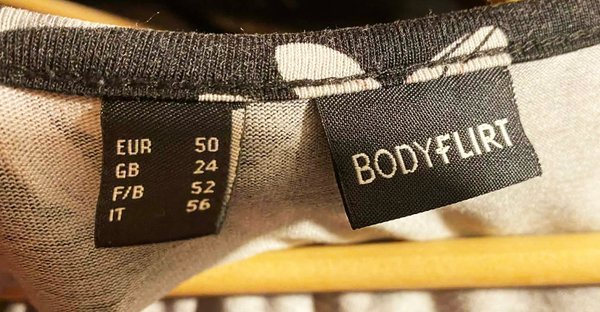 EUR 50
GB 24
F/B 52
IT 56
BODYFLIRT